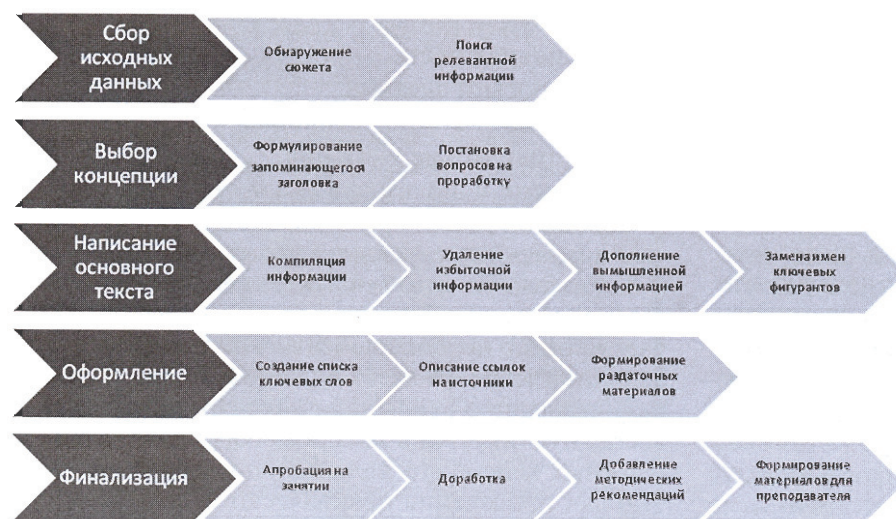 Сбор
исходных
данных
Обнаружение
сюжета
Поиск
релевантной
информации
Выбор
концепции
Формулирование
запоминающегося
заголовка
Постановка
вопросов на
проработку
Написание
основного
текста
Компиляция
информации
Удаление
избыточной
информации
Дополнение
вымышленной
информацией
Замена имен
ключевых
фигурантов
Оформление
Создание списка
ключевых слов
Описание ссылок
на источники
Формирование
раздаточных
материалов
Финализация
Апробация на
занятии
Доработка
Добавление
методических
рекомендаций
Формирование
материалов для
преподавателя